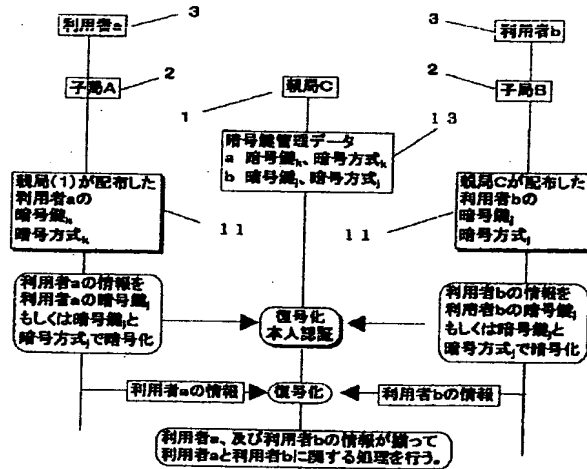 利用者a
3
3
利用者b
子局A
2
2
子局B
1
親局C
13
暗号鍵管理データ
a 暗号鍵k、暗号方式k
b 暗号鍵j、暗号方式j
親局(1)が配布した
利用者aの
暗号鍵k
暗号方式k
11
11
親局Cが配布した
利用者bの
暗号鍵j
暗号方式j
利用者aの情報を
利用者aの暗号鍵j
もしくは暗号鍵jと
暗号方式jで暗号化
復号化
本人認証
利用者bの情報を
利用者bの暗号鍵j
もしくは暗号鍵jと
暗号方式jで暗号化
利用者aの情報
復号化
利用者bの情報
利用者a、及び利用者bの情報が揃って
利用者aと利用者bに関する処理を行う。